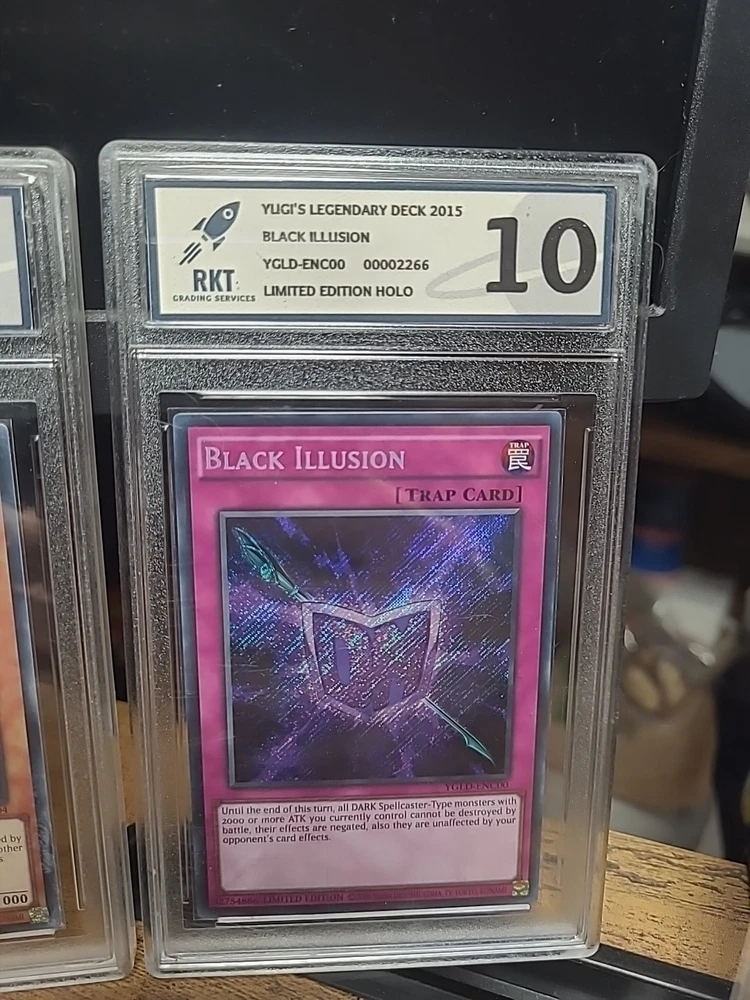 YUGI'S LEGENDARY DECK 2015
BLACK ILLUSION
YGLD-ENC00 00002266
LIMITED EDITION HOLO
10
RKT
GRADING SERVICES
BLACK ILLUSION
TRAP
罠
[TRAP CARD]
YGLD-ENC00
Until the end of this turn, all DARK Spellcaster-Type monsters with
2000 or more ATK you currently control cannot be destroyed by
battle, their effects are negated, also they are unaffected by your
opponent's card effects.
LIMITED EDITION
ed by
other
000